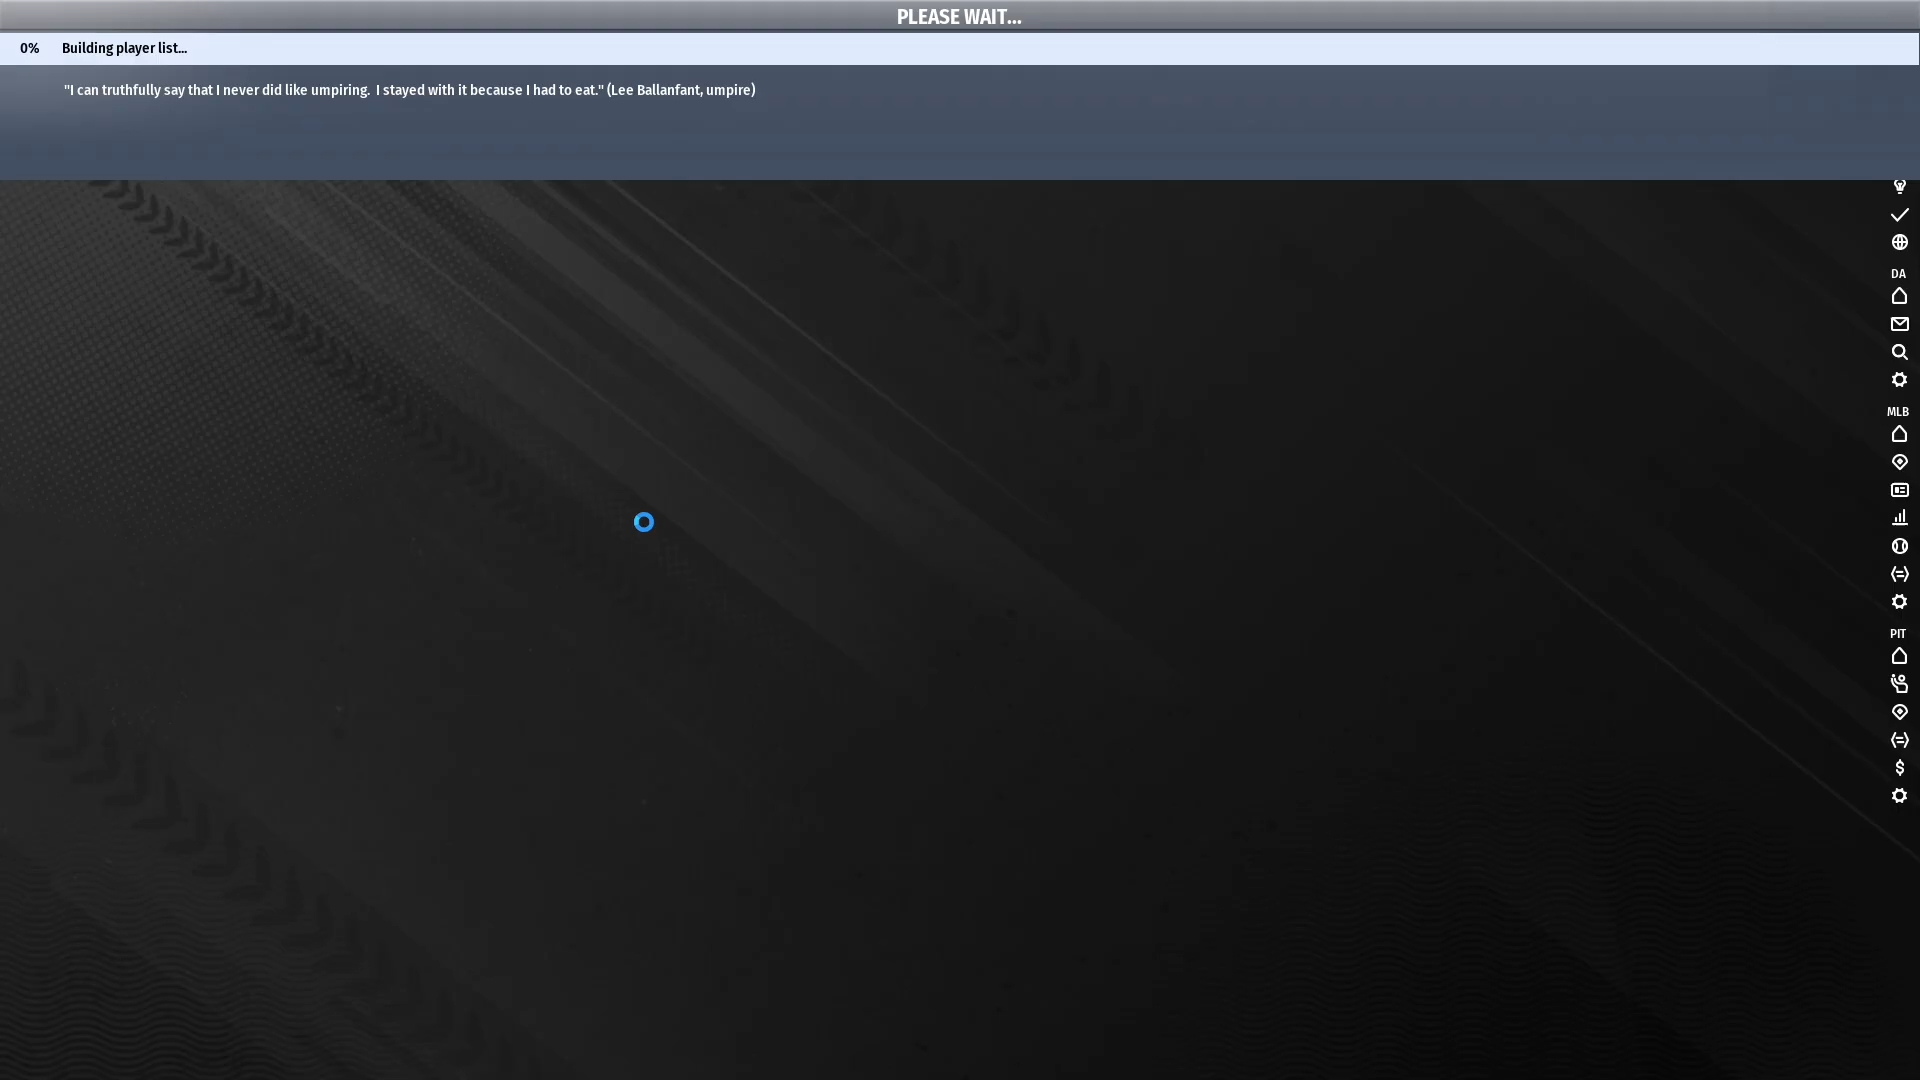 PLEASE WAIT...
0% Building player list...
"I can truthfully say that I never did like umpiring.  I stayed with it because I had to eat." (Lee Ballanfant, umpire)
DA
MLB
PIT